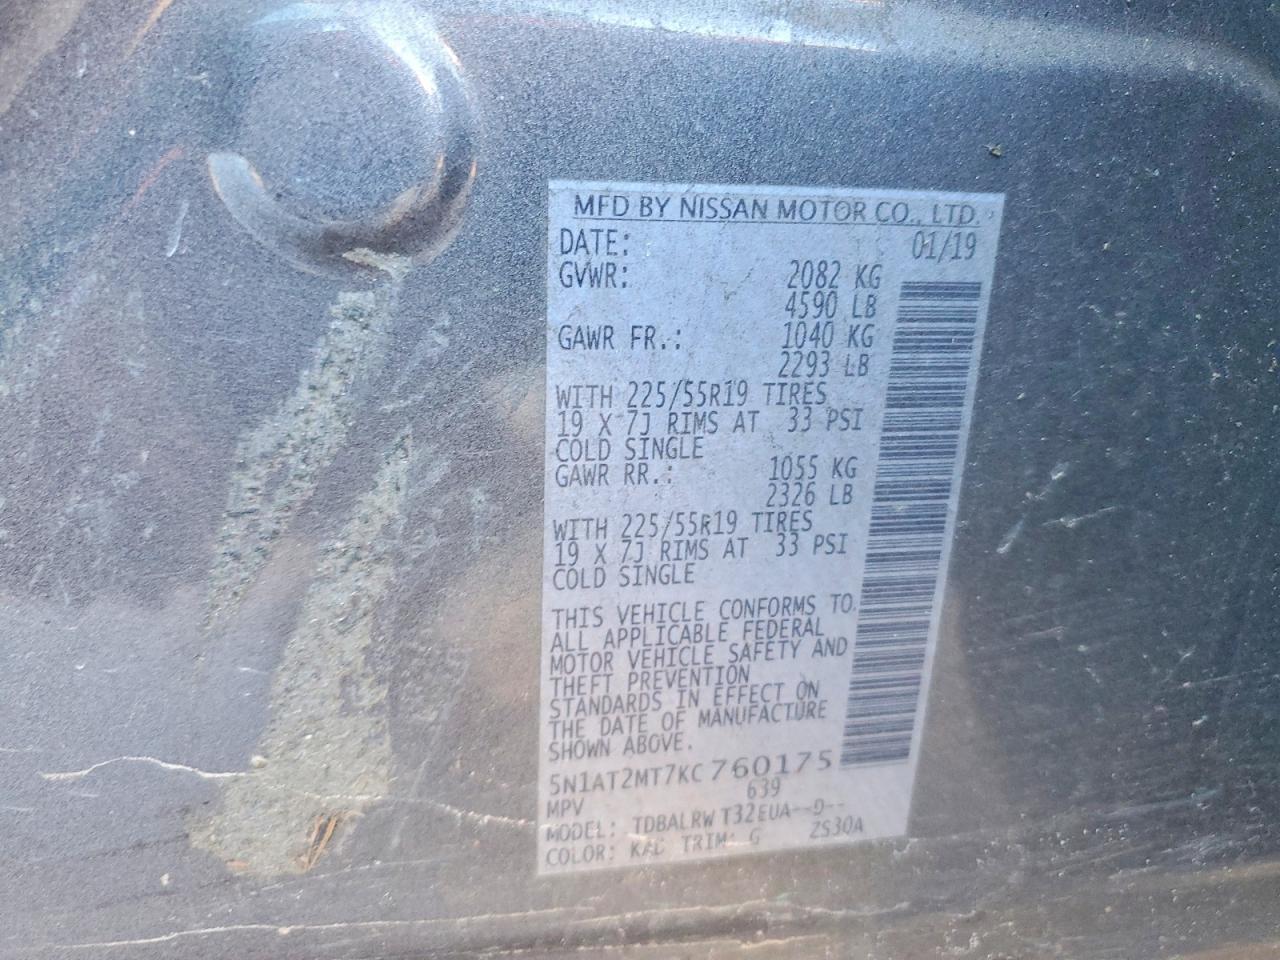 MFD BY NISSAN MOTOR CO., LTD.
DATE: 01/19
GVWR: 2082 KG
4590 LB
GAWR FR.: 1040 KG
2293 LB
WITH 225/55R19 TIRES
19 X 7J RIMS AT 33 PSI
COLD SINGLE
GAWR RR.: 1055 KG
2326 LB
WITH 225/55R19 TIRES
19 X 7J RIMS AT 33 PSI
COLD SINGLE
THIS VEHICLE CONFORMS TO
ALL APPLICABLE FEDERAL
MOTOR VEHICLE SAFETY AND
THEFT PREVENTION
STANDARDS IN EFFECT ON
THE DATE OF MANUFACTURE
SHOWN ABOVE.
5N1AT2MT7KC760175
MPV 639
MODEL: TDBALRW T32EUA--D--
COLOR: KAD TRIM: G ZS30A